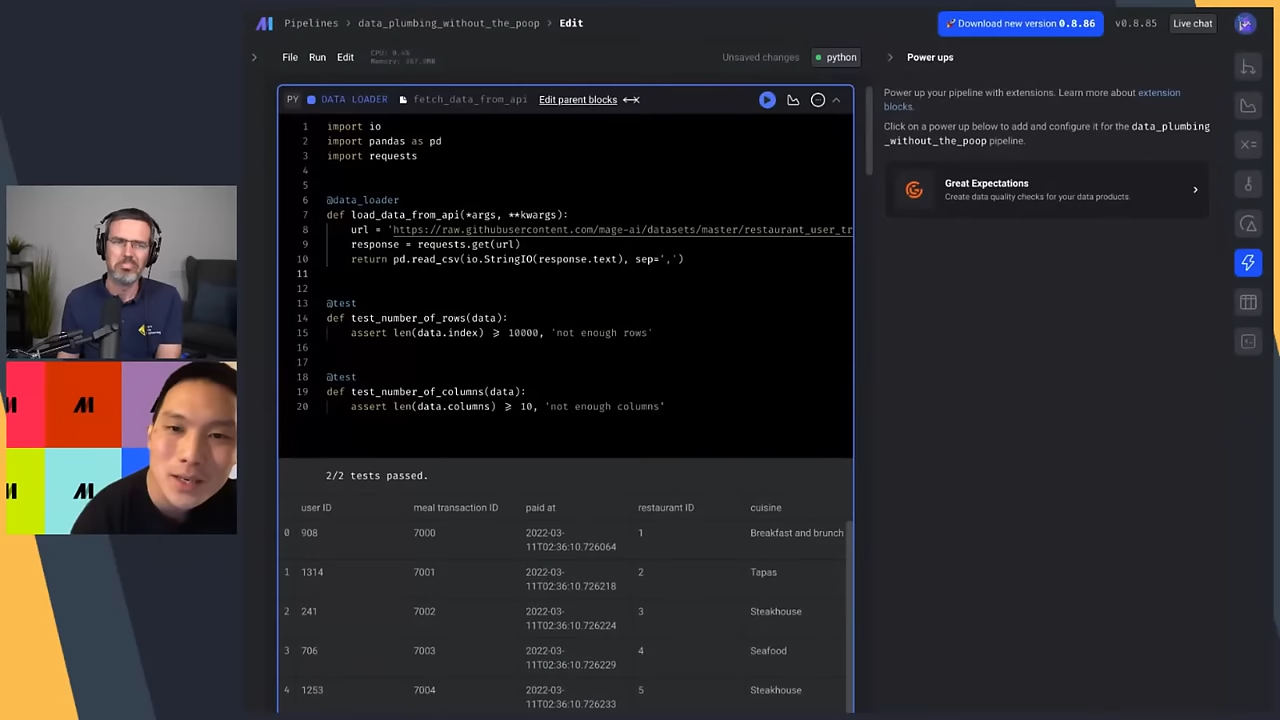 Pipelines > data_plumbing_without_the_poop > Edit
Download new version 0.8.86
v0.8.85
Live chat
File Run Edit
Unsaved changes
python
Power ups
PY DATA LOADER fetch_data_from_api Edit parent blocks
Power up your pipeline with extensions. Learn more about extension
blocks.
Click on a power up below to add and configure it for the data_plumbing
_without_the_poop pipeline.
Great Expectations
Create data quality checks for your data products.
1 import io
2 import pandas as pd
3 import requests
4
5
6 @data_loader
7 def load_data_from_api(*args, **kwargs):
8 url = 'https://raw.githubusercontent.com/mage-ai/datasets/master/restaurant_user_tr
9 response = requests.get(url)
10 return pd.read_csv(io.StringIO(response.text), sep=',')
11
12
13 @test
14 def test_number_of_rows(data):
15 assert len(data.index) ≥ 10000, 'not enough rows'
16
17
18 @test
19 def test_number_of_columns(data):
20 assert len(data.columns) ≥ 10, 'not enough columns'
2/2 tests passed.
user ID meal transaction ID paid at restaurant ID cuisine
0 908 7000 2022-03-11T02:36:10.726064 1 Breakfast and brunch
1 1314 7001 2022-03-11T02:36:10.726218 2 Tapas
2 241 7002 2022-03-11T02:36:10.726224 3 Steakhouse
3 706 7003 2022-03-11T02:36:10.726229 4 Seafood
4 1253 7004 2022-03-11T02:36:10.726233 5 Steakhouse